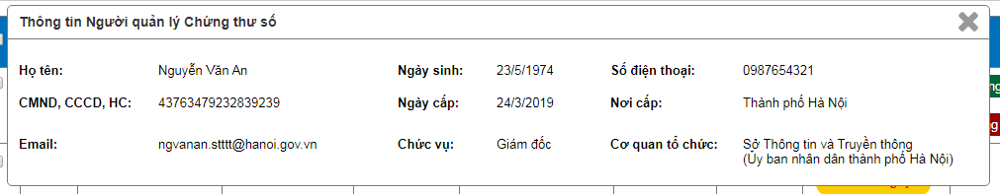 Thông tin Người quản lý Chứng thư số
Họ tên: Nguyễn Văn An Ngày sinh: 23/5/1974 Số điện thoại: 0987654321
CMND, CCCD, HC: 43763479232839239 Ngày cấp: 24/3/2019 Nơi cấp: Thành phố Hà Nội
Email: ngvanan.stttt@hanoi.gov.vn Chức vụ: Giám đốc Cơ quan tổ chức: Sở Thông tin và Truyền thông
(Ủy ban nhân dân thành phố Hà Nội)